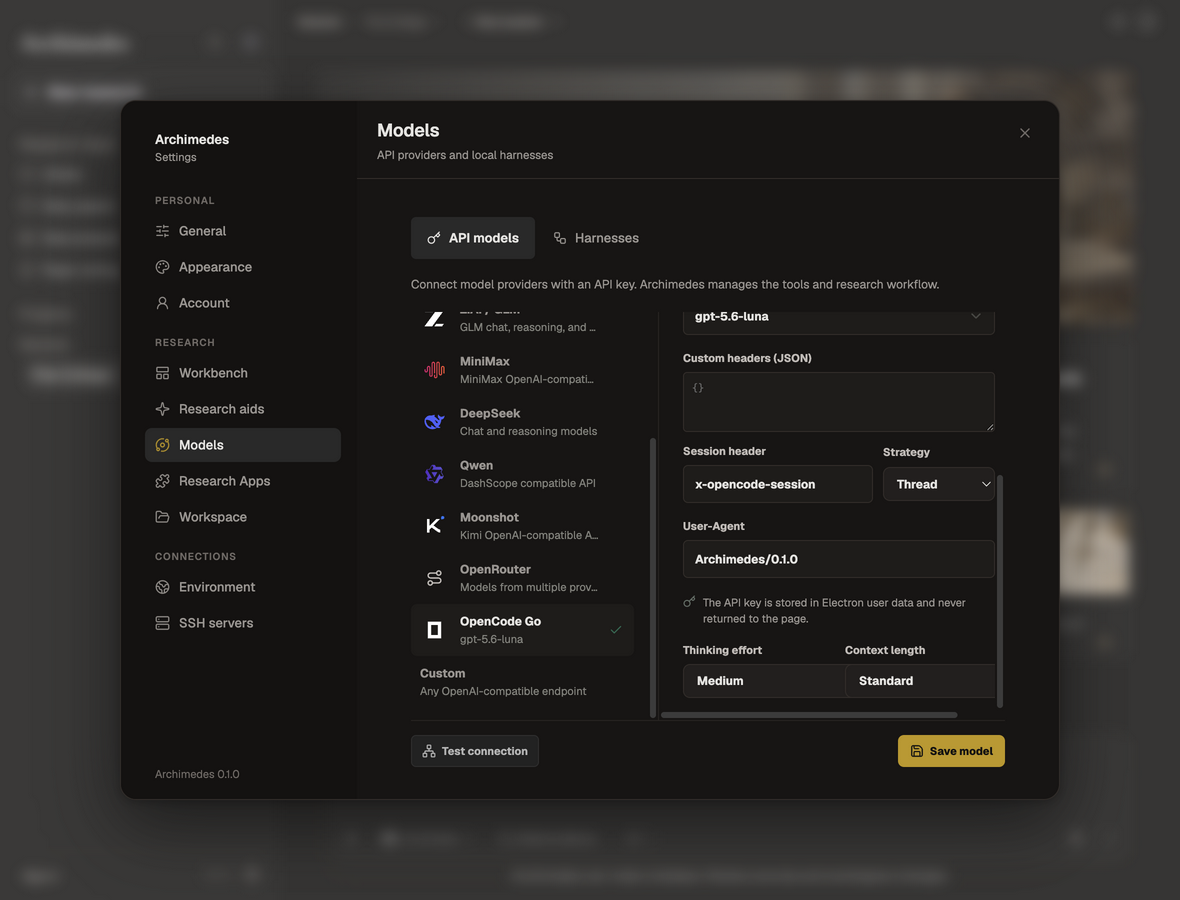 Archimedes
Settings
PERSONAL
General
Appearance
Account
RESEARCH
Workbench
Research aids
Models
Research Apps
Workspace
CONNECTIONS
Environment
SSH servers
Archimedes 0.1.0
Models
API providers and local harnesses
API models
Harnesses
Connect model providers with an API key. Archimedes manages the tools and research workflow.
GLM chat, reasoning, and ...
MiniMax
MiniMax OpenAI-compati...
DeepSeek
Chat and reasoning models
Qwen
DashScope compatible API
Moonshot
Kimi OpenAI-compatible A...
OpenRouter
Models from multiple prov...
OpenCode Go
gpt-5.6-luna
Custom
Any OpenAI-compatible endpoint
gpt-5.6-luna
Custom headers (JSON)
{}
Session header
Strategy
x-opencode-session
Thread
User-Agent
Archimedes/0.1.0
The API key is stored in Electron user data and never
returned to the page.
Thinking effort
Context length
Medium
Standard
Test connection
Save model